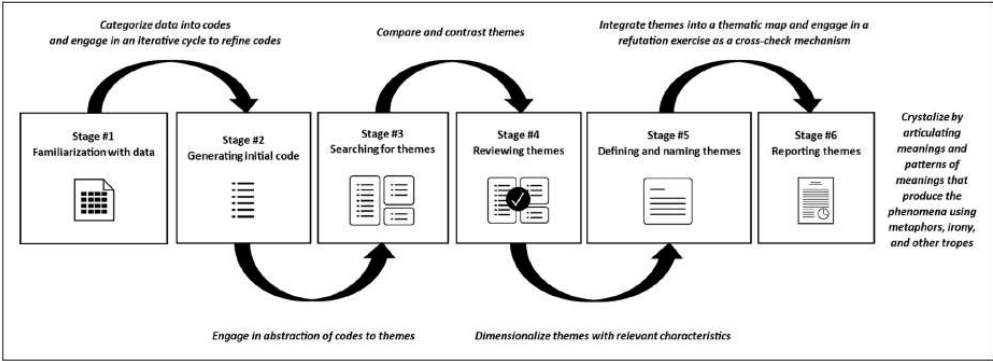 Categorize data into codes
and engage in an iterative cycle to refine codes
Compare and contrast themes
Integrate themes into a thematic map and engage in a
refutation exercise as a cross-check mechanism
Stage #1
Familiarization with data
Stage #2
Generating initial code
Stage #3
Searching for themes
Stage #4
Reviewing themes
Stage #5
Defining and naming themes
Stage #6
Reporting themes
Crystalize by
articulating
meanings and
patterns of
meanings that
produce the
phenomena using
metaphors, irony,
and other tropes
Engage in abstraction of codes to themes
Dimensionalize themes with relevant characteristics